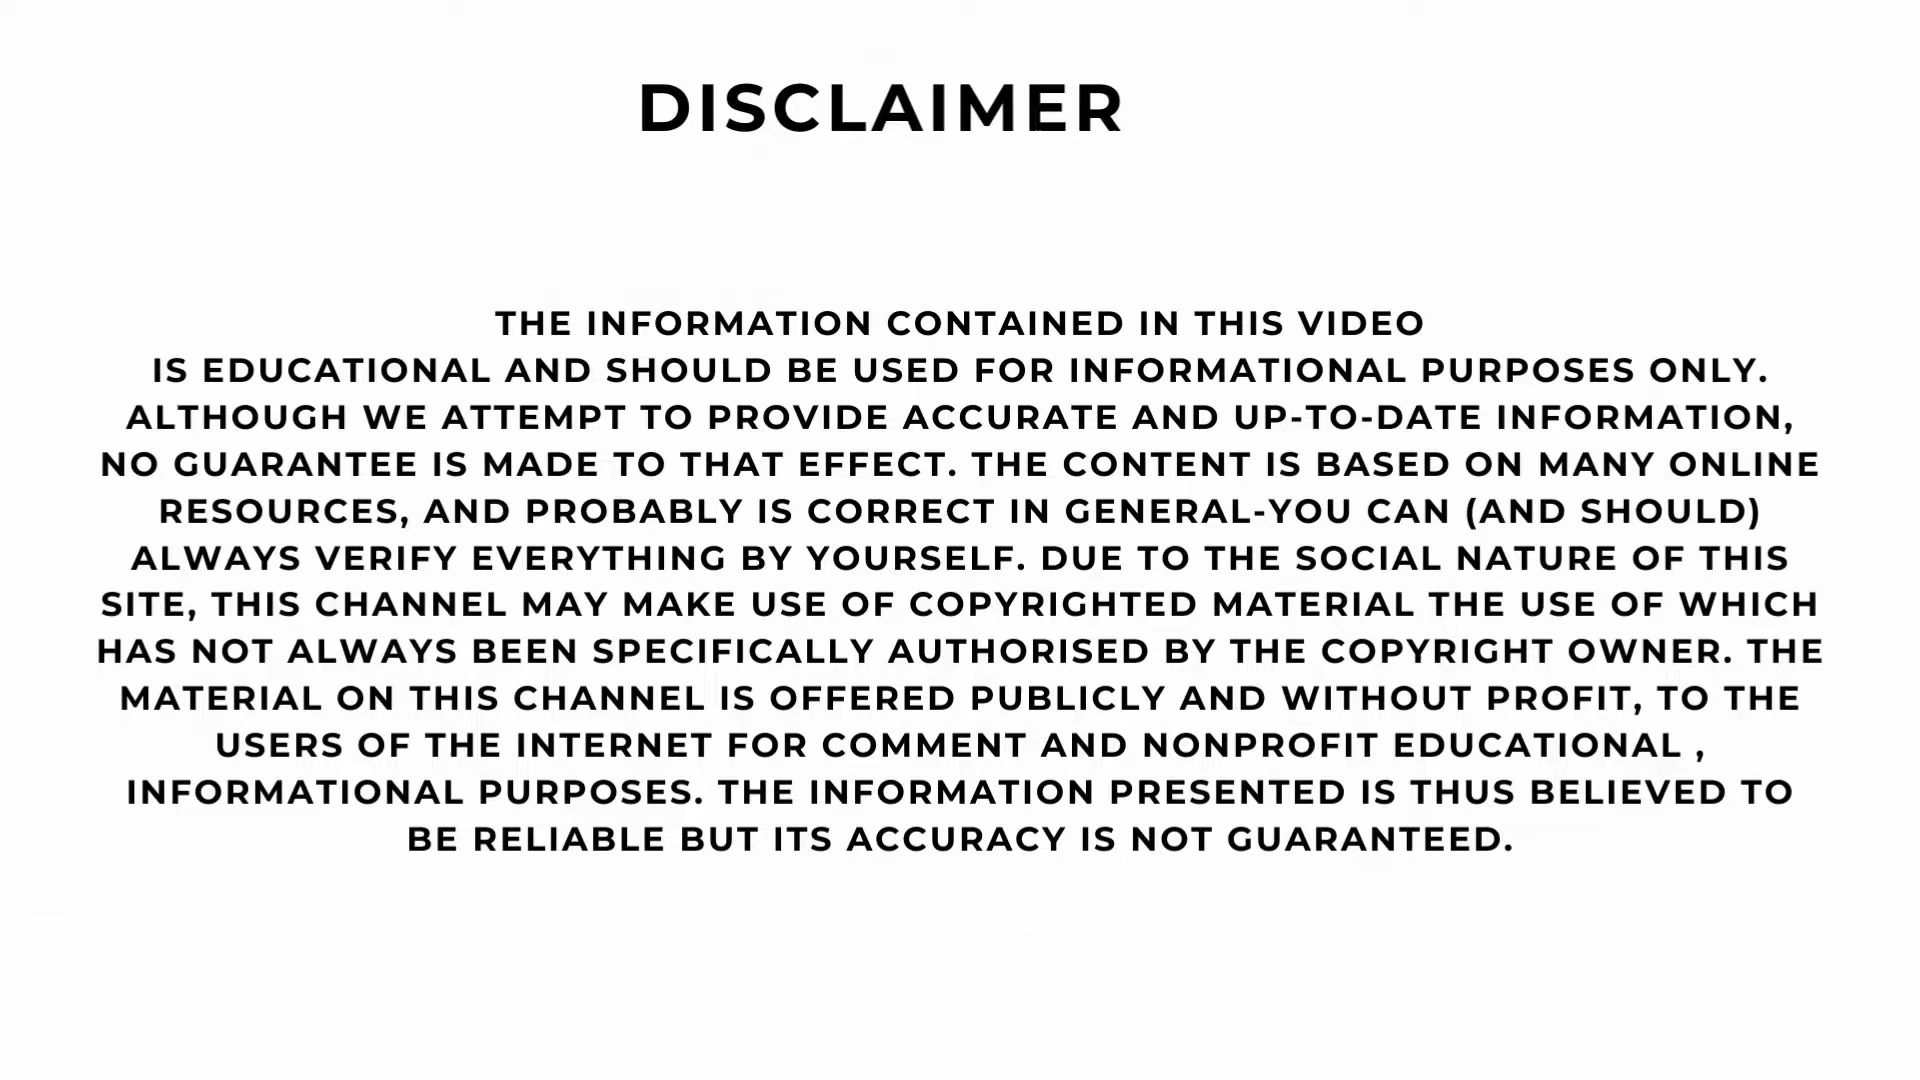 DISCLAIMER
THE INFORMATION CONTAINED IN THIS VIDEO
IS EDUCATIONAL AND SHOULD BE USED FOR INFORMATIONAL PURPOSES ONLY.
ALTHOUGH WE ATTEMPT TO PROVIDE ACCURATE AND UP-TO-DATE INFORMATION,
NO GUARANTEE IS MADE TO THAT EFFECT. THE CONTENT IS BASED ON MANY ONLINE
RESOURCES, AND PROBABLY IS CORRECT IN GENERAL-YOU CAN (AND SHOULD)
ALWAYS VERIFY EVERYTHING BY YOURSELF. DUE TO THE SOCIAL NATURE OF THIS
SITE, THIS CHANNEL MAY MAKE USE OF COPYRIGHTED MATERIAL THE USE OF WHICH
HAS NOT ALWAYS BEEN SPECIFICALLY AUTHORISED BY THE COPYRIGHT OWNER. THE
MATERIAL ON THIS CHANNEL IS OFFERED PUBLICLY AND WITHOUT PROFIT, TO THE
USERS OF THE INTERNET FOR COMMENT AND NONPROFIT EDUCATIONAL ,
INFORMATIONAL PURPOSES. THE INFORMATION PRESENTED IS THUS BELIEVED TO
BE RELIABLE BUT ITS ACCURACY IS NOT GUARANTEED.